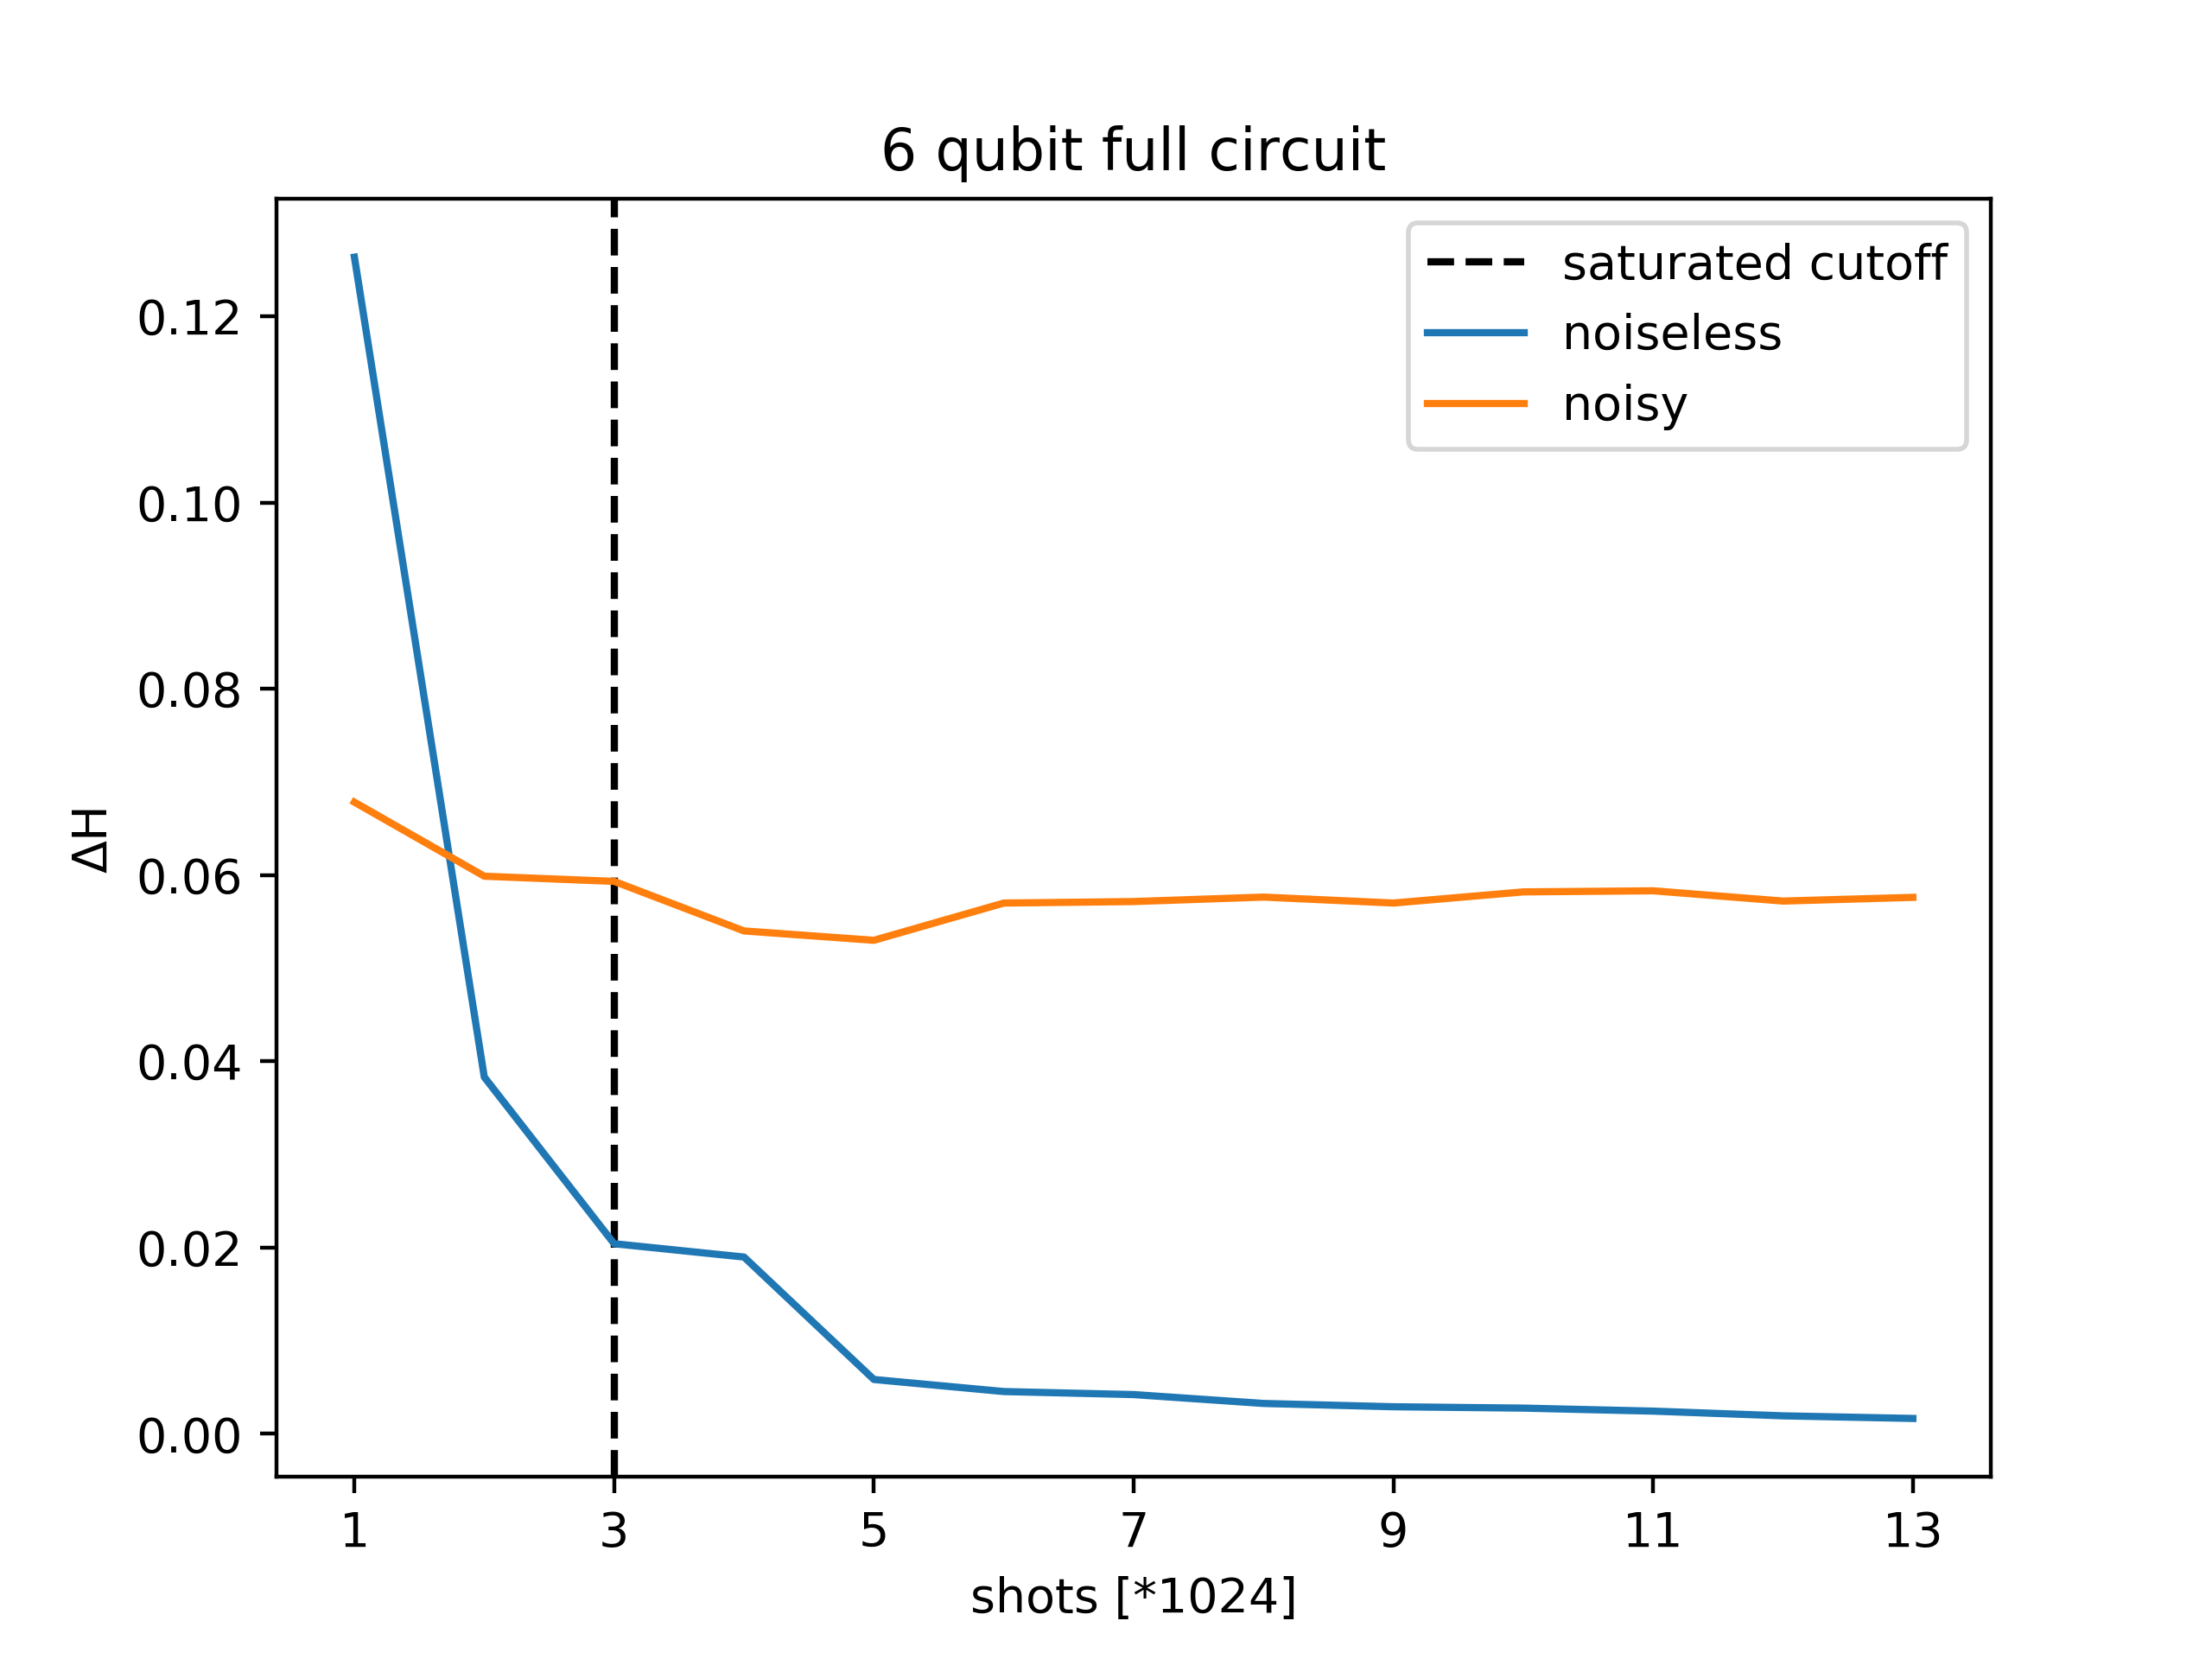 6 qubit full circuit
saturated cutoff
noiseless
noisy
0.12
0.10
0.08
0.06
0.04
0.02
0.00
ΔH
1 3 5 7 9 11 13
shots [*1024]